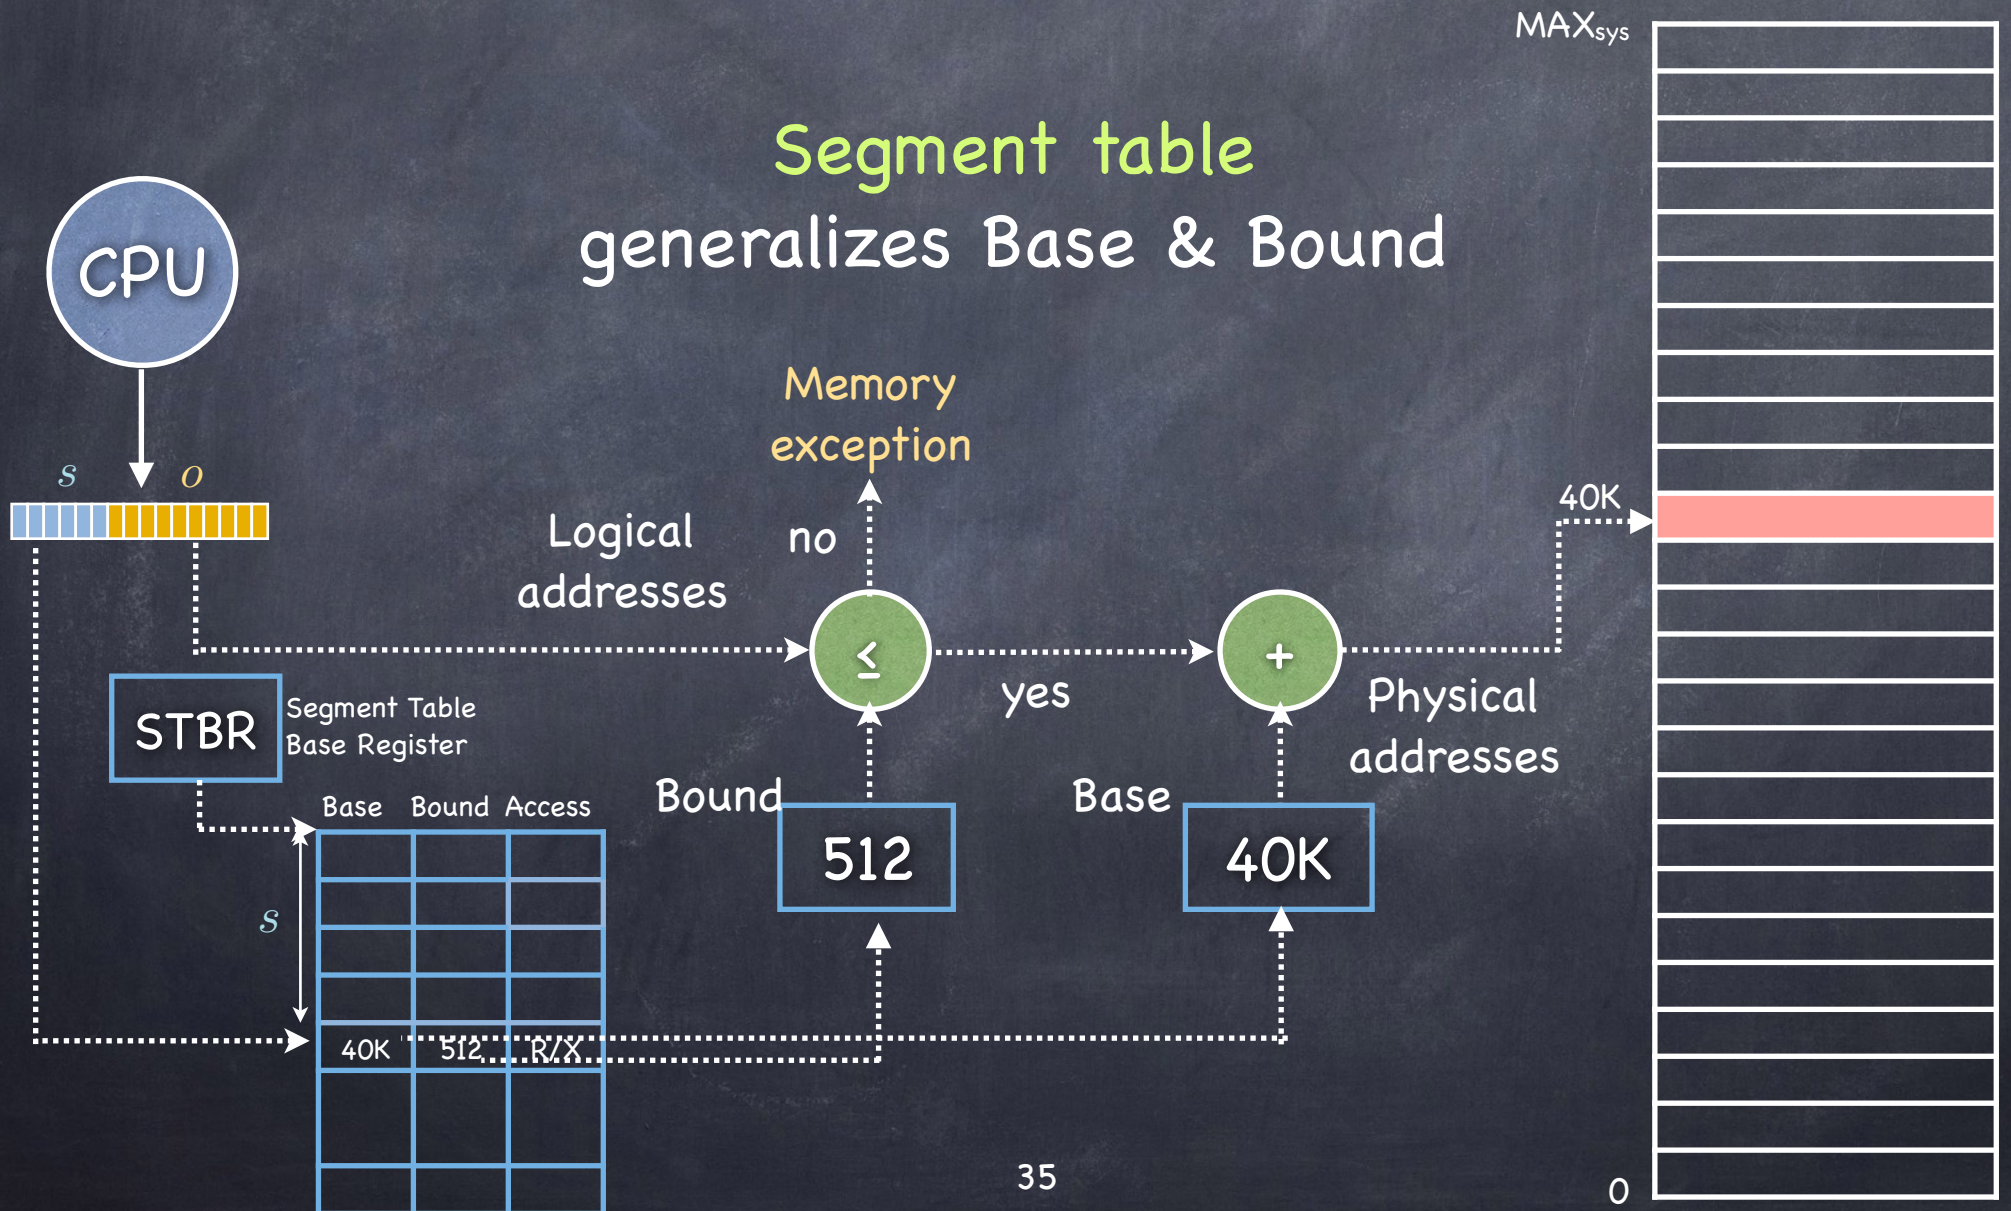 MAXsys
Segment table
generalizes Base & Bound
CPU
Memory
exception
s o
40K
Logical
addresses
no
≤
+
yes
Physical
addresses
STBR
Segment Table
Base Register
Bound
Base
512
40K
Base Bound Access
s
40K 512 R/X
35
0